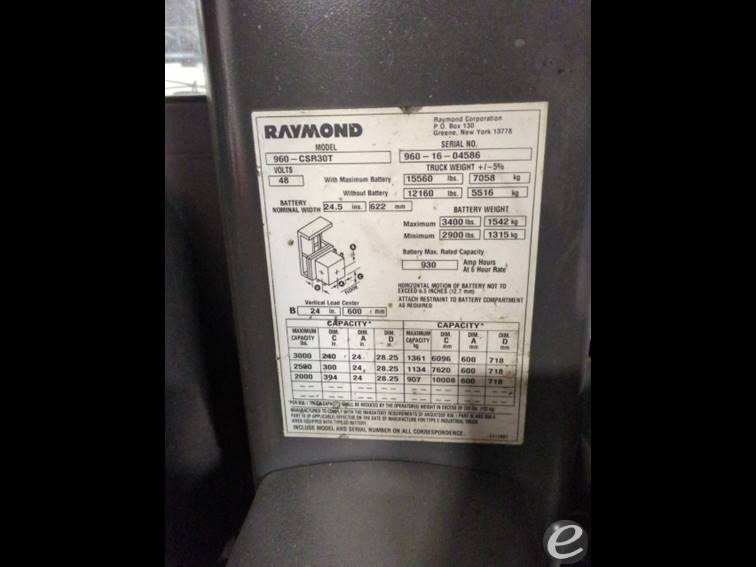 RAYMOND
Raymond Corporation
P.O. Box 130
Greene, New York 13778
MODEL
960-CSR30T
SERIAL NO.
960-16-04586
VOLTS
48
TRUCK WEIGHT +/-5%
With Maximum Battery 15560 lbs. 7058 kg
Without Battery 12160 lbs. 5516 kg
BATTERY
NOMINAL WIDTH 24.5 ins. 622 mm
BATTERY WEIGHT
Maximum 3400 lbs. 1542 kg
Minimum 2900 lbs. 1315 kg
Battery Max. Rated Capacity
930 Amp Hours
At 6 Hour Rate
HORIZONTAL MOTION OF BATTERY NOT TO
EXCEED 0.5 INCHES (12.7 mm)
ATTACH RESTRAINT TO BATTERY COMPARTMENT
AS REQUIRED
Vertical Load Center
B 24 in. 600 mm
CAPACITY* CAPACITY*
MAXIMUM CAPACITY lbs. DIM. C in. DIM. A in. DIM. D in. MAXIMUM CAPACITY kg DIM. C mm DIM. A mm DIM. D mm
3000 240 24 28.25 1361 6096 600 718
2500 300 24 28.25 1134 7620 600 718
2000 394 24 28.25 907 10008 600 718
INCLUDE MODEL AND SERIAL NUMBER ON ALL CORRESPONDENCE.
e